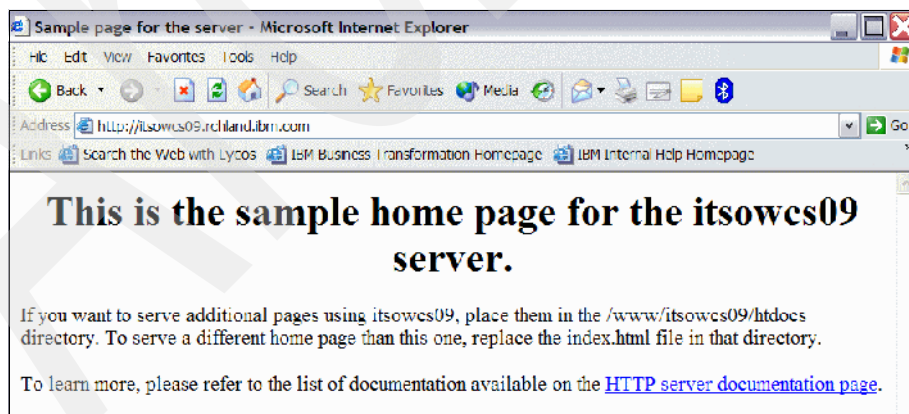 Sample page for the server - Microsoft Internet Explorer
File Edit View Favorites Tools Help
Back Search Favorites Media
Address http://itsowcs09.rchland.ibm.com Go
Links Search the Web with Lycos IBM Business Transformation Homepage IBM Internal Help Homepage
This is the sample home page for the itsowcs09
server.
If you want to serve additional pages using itsowcs09, place them in the /www/itsowcs09/htdocs
directory. To serve a different home page than this one, replace the index.html file in that directory.
To learn more, please refer to the list of documentation available on the HTTP server documentation page.